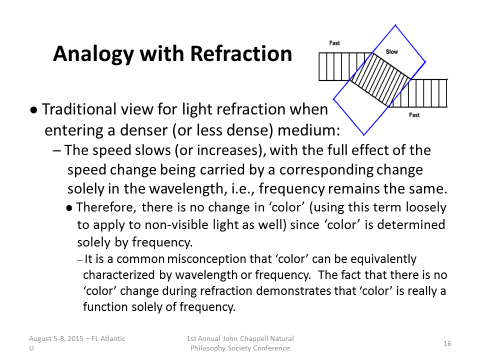 Fast
Slow
Analogy with Refraction
Fast
● Traditional view for light refraction when
entering a denser (or less dense) medium:
– The speed slows (or increases), with the full effect of the
speed change being carried by a corresponding change
solely in the wavelength, i.e., frequency remains the same.
● Therefore, there is no change in ‘color’ (using this term loosely
to apply to non-visible light as well) since ‘color’ is determined
solely by frequency.
– It is a common misconception that ‘color’ can be equivalently
characterized by wavelength or frequency. The fact that there is no
‘color’ change during refraction demonstrates that ‘color’ is really a
function solely of frequency.
August 5-8, 2015 – FL Atlantic
U
1st Annual John Chappell Natural
Philosophy Society Conference
16